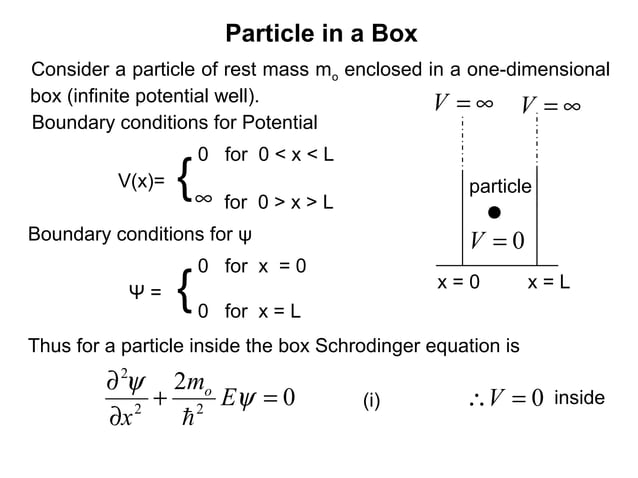 Particle in a Box
Consider a particle of rest mass mₒ enclosed in a one-dimensional
box (infinite potential well).
V = ∞ V = ∞
Boundary conditions for Potential
V(x)= { 0 for 0 < x < L
∞ for 0 > x > L
particle
V = 0
x = 0 x = L
Boundary conditions for ψ
Ψ = { 0 for x = 0
0 for x = L
Thus for a particle inside the box Schrodinger equation is
∂²ψ/∂x² + 2mₒ/ħ² Eψ = 0 (i) ∴ V = 0 inside